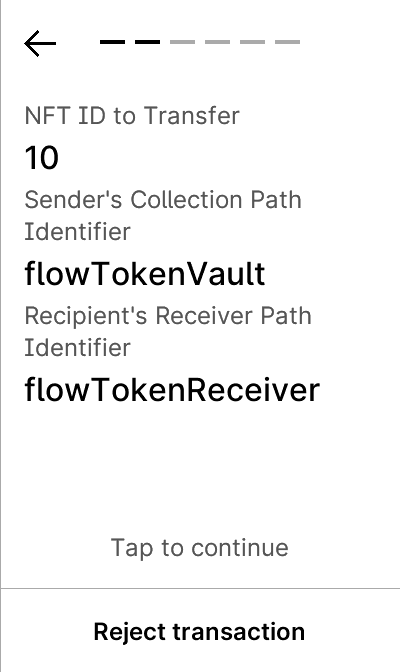 NFT ID to Transfer
10
Sender's Collection Path
Identifier
flowTokenVault
Recipient's Receiver Path
Identifier
flowTokenReceiver
Tap to continue
Reject transaction